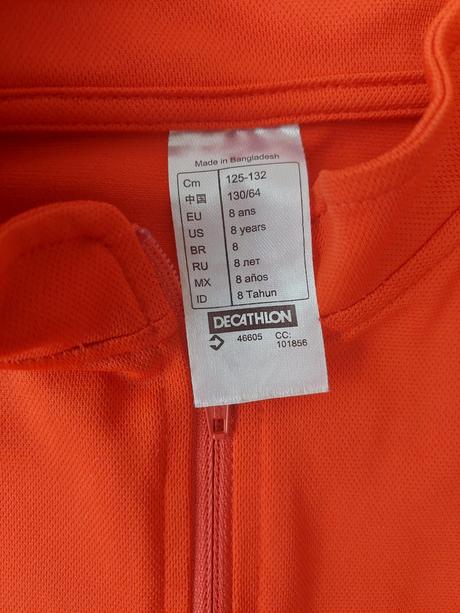 Made in Bangladesh
Cm 125-132
中国 130/64
EU 8 ans
US 8 years
BR 8
RU 8 лет
MX 8 años
ID 8 Tahun
DECATHLON
46605 CC:
101856